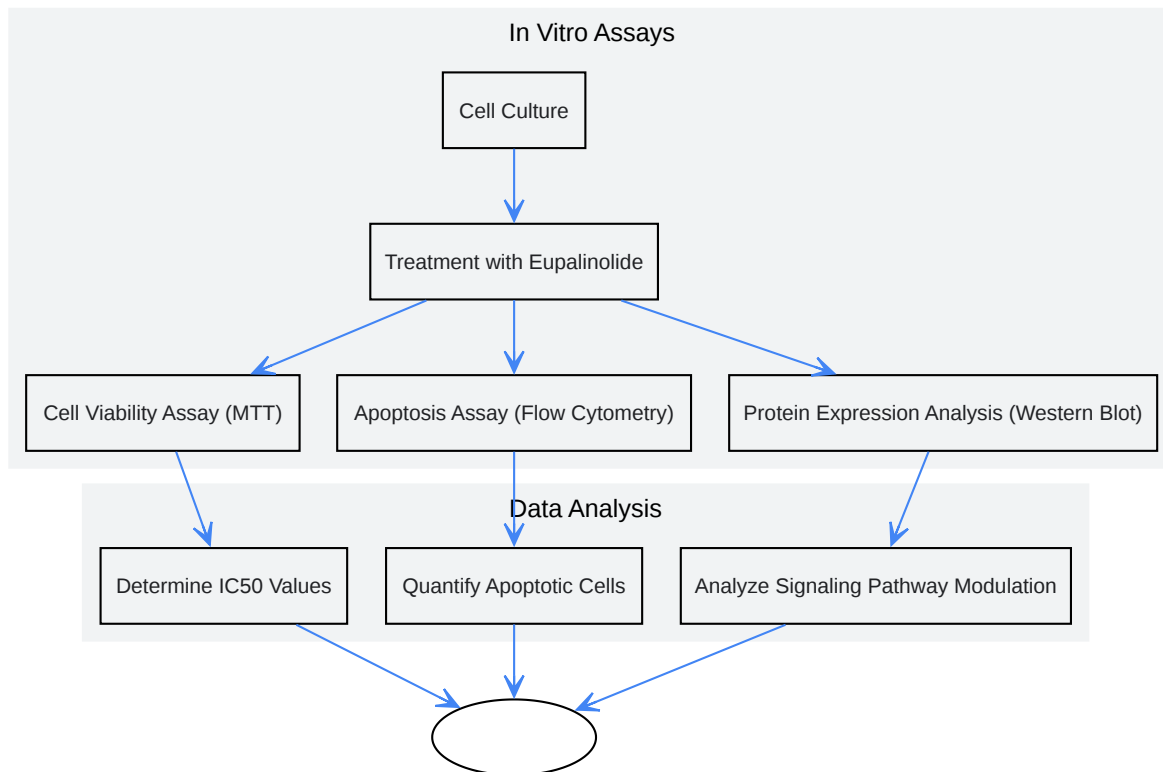 In Vitro Assays
Cell Culture
Treatment with Eupalinolide
Cell Viability Assay (MTT)
Apoptosis Assay (Flow Cytometry)
Protein Expression Analysis (Western Blot)
Data Analysis
Determine IC50 Values
Quantify Apoptotic Cells
Analyze Signaling Pathway Modulation